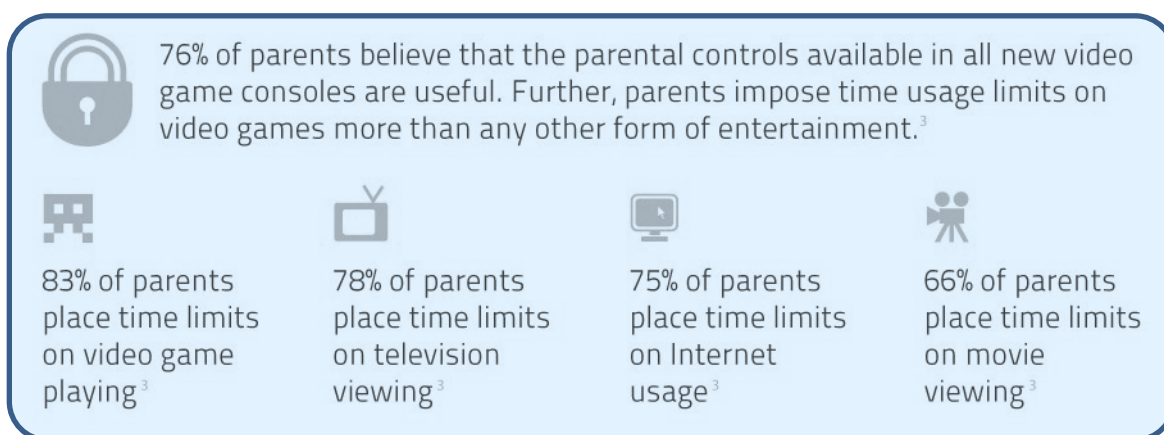 76% of parents believe that the parental controls available in all new video
game consoles are useful. Further, parents impose time usage limits on
video games more than any other form of entertainment.³
83% of parents
place time limits
on video game
playing³
78% of parents
place time limits
on television
viewing³
75% of parents
place time limits
on Internet
usage³
66% of parents
place time limits
on movie
viewing³